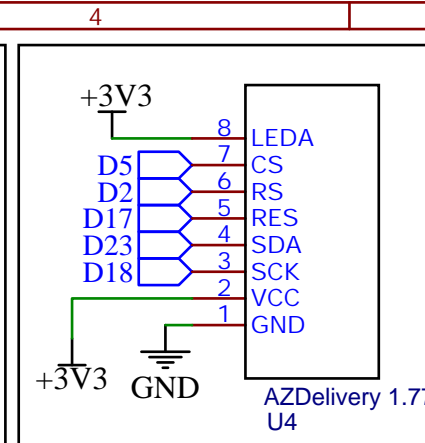 4
+3V3
8 LEDA
D5 7 CS
D2 6 RS
D17 5 RES
D23 4 SDA
D18 3 SCK
2 VCC
1 GND
+3V3
GND
AZDelivery 1.77
U4